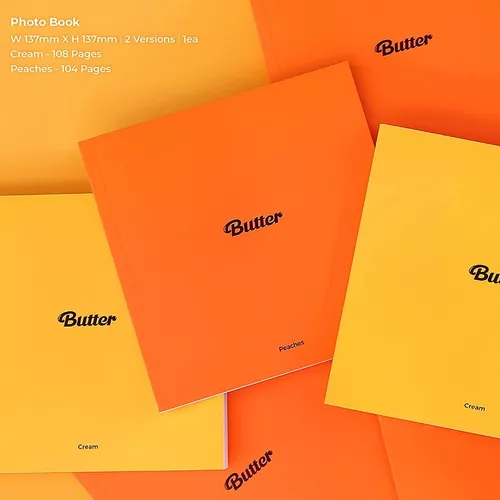 Photo Book
W 137mm X H 137mm | 2 Versions | 1ea
Cream - 108 Pages
Peaches - 104 Pages
Butter
Butter
Butter
Peaches
Butter
Cream
Cream
Butter